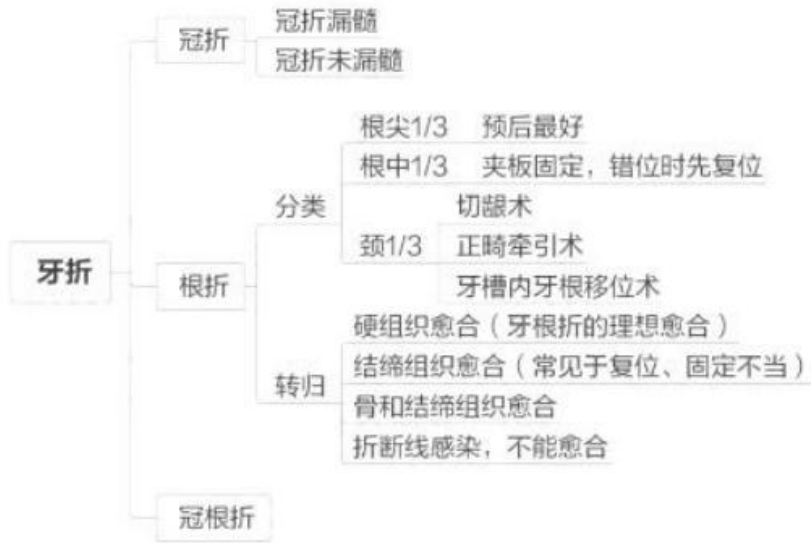 牙折
冠折
冠折漏髓
冠折未漏髓
根折
分类
根尖1/3 预后最好
根中1/3 夹板固定，错位时先复位
颈1/3
切龈术
正畸牵引术
牙槽内牙根移位术
转归
硬组织愈合（牙根折的理想愈合）
结缔组织愈合（常见于复位、固定不当）
骨和结缔组织愈合
折断线感染，不能愈合
冠根折